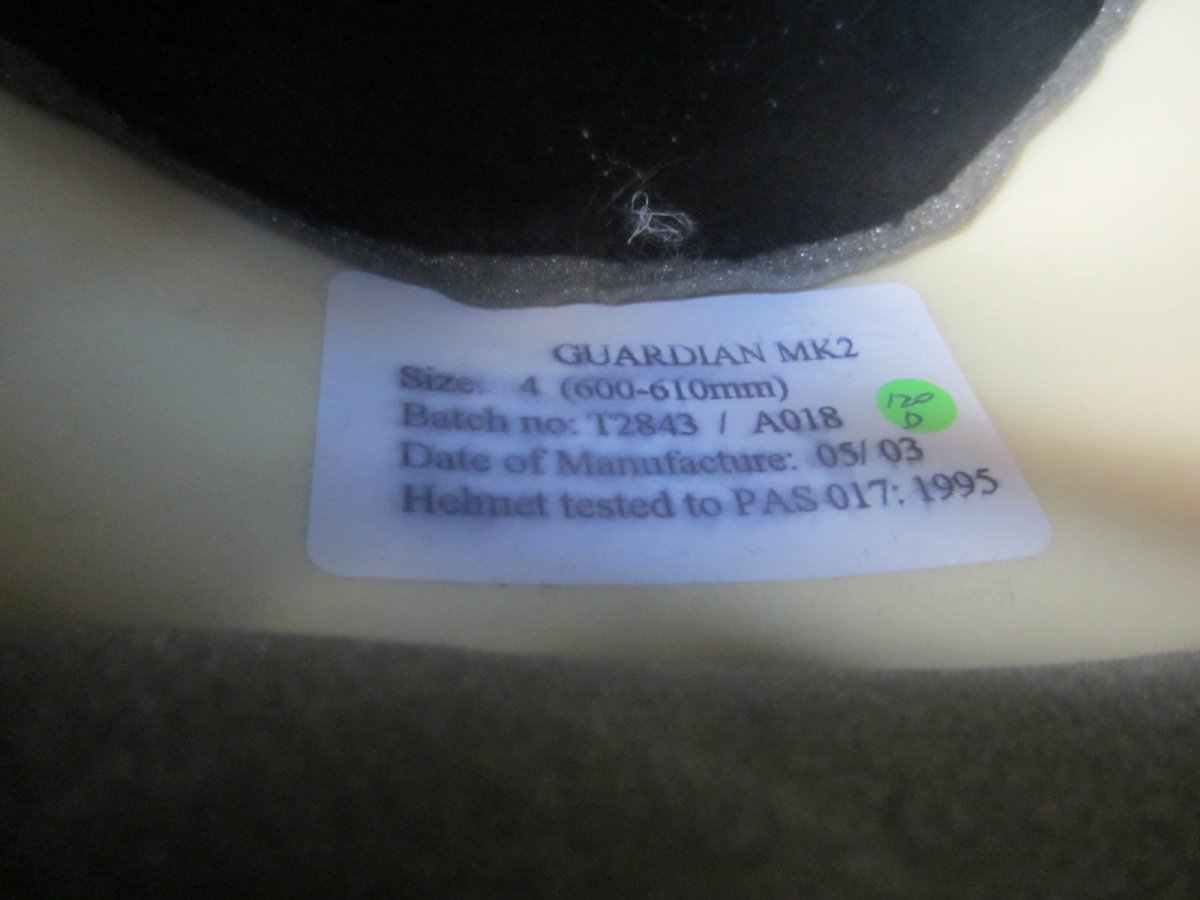 GUARDIAN MK2
Size: 4 (600-610mm)
Batch no: T2843 / A018
120
D
Date of Manufacture: 05/ 03
Helmet tested to PAS 017: 1995